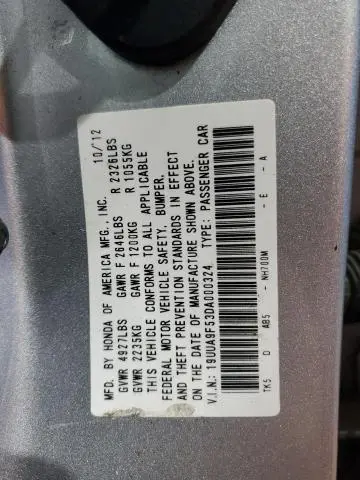 MFD. BY HONDA OF AMERICA MFG., INC. 10/12
GVWR 4927LBS GAWR F 2646LBS R 2326LBS
GVWR 2235KG GAWR F 1200KG R 1055KG
THIS VEHICLE CONFORMS TO ALL APPLICABLE
FEDERAL MOTOR VEHICLE SAFETY, BUMPER,
AND THEFT PREVENTION STANDARDS IN EFFECT
ON THE DATE OF MANUFACTURE SHOWN ABOVE.
V.I.N.: 19UUA9F53DA000324 TYPE: PASSENGER CAR
TK5 D AB5 - NH700M - E - A